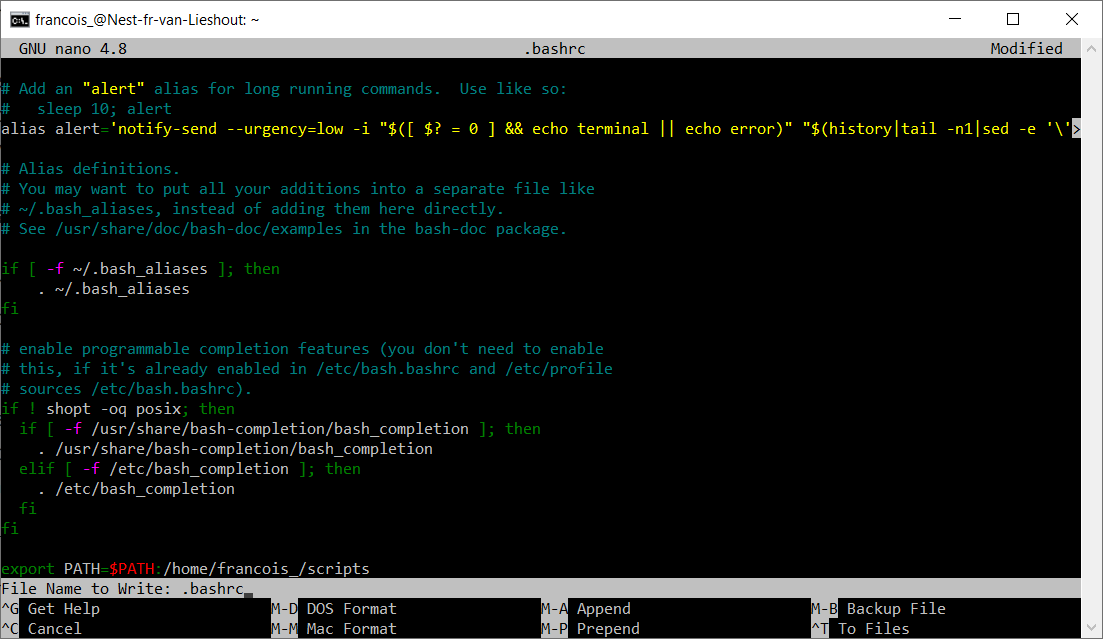 francois_@Nest-fr-van-Lieshout: ~
GNU nano 4.8 .bashrc Modified
# Add an "alert" alias for long running commands.  Use like so:
#   sleep 10; alert
alias alert='notify-send --urgency=low -i "$([ $? = 0 ] && echo terminal || echo error)" "$(history|tail -n1|sed -e '\'>
# Alias definitions.
# You may want to put all your additions into a separate file like
# ~/.bash_aliases, instead of adding them here directly.
# See /usr/share/doc/bash-doc/examples in the bash-doc package.
if [ -f ~/.bash_aliases ]; then
    . ~/.bash_aliases
fi
# enable programmable completion features (you don't need to enable
# this, if it's already enabled in /etc/bash.bashrc and /etc/profile
# sources /etc/bash.bashrc).
if ! shopt -oq posix; then
  if [ -f /usr/share/bash-completion/bash_completion ]; then
    . /usr/share/bash-completion/bash_completion
  elif [ -f /etc/bash_completion ]; then
    . /etc/bash_completion
  fi
fi
export PATH=$PATH:/home/francois_/scripts
File Name to Write: .bashrc
^G Get Help M-D DOS Format M-A Append M-B Backup File
^C Cancel M-M Mac Format M-P Prepend ^T To Files